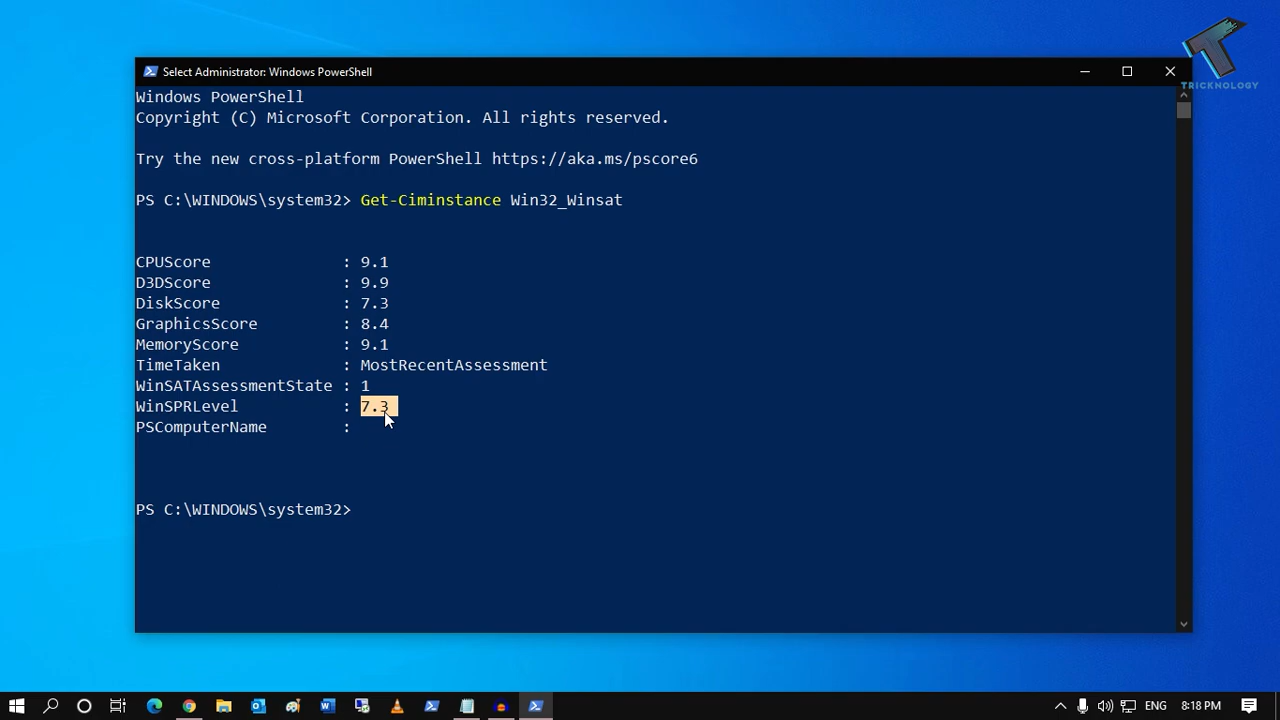 TRICKNOLOGY
Select Administrator: Windows PowerShell
Windows PowerShell
Copyright (C) Microsoft Corporation. All rights reserved.
Try the new cross-platform PowerShell https://aka.ms/pscore6
PS C:\WINDOWS\system32> Get-Ciminstance Win32_Winsat
CPUScore : 9.1
D3DScore : 9.9
DiskScore : 7.3
GraphicsScore : 8.4
MemoryScore : 9.1
TimeTaken : MostRecentAssessment
WinSATAssessmentState : 1
WinSPRLevel : 7.3
PSComputerName :
PS C:\WINDOWS\system32>
ENG 8:18 PM